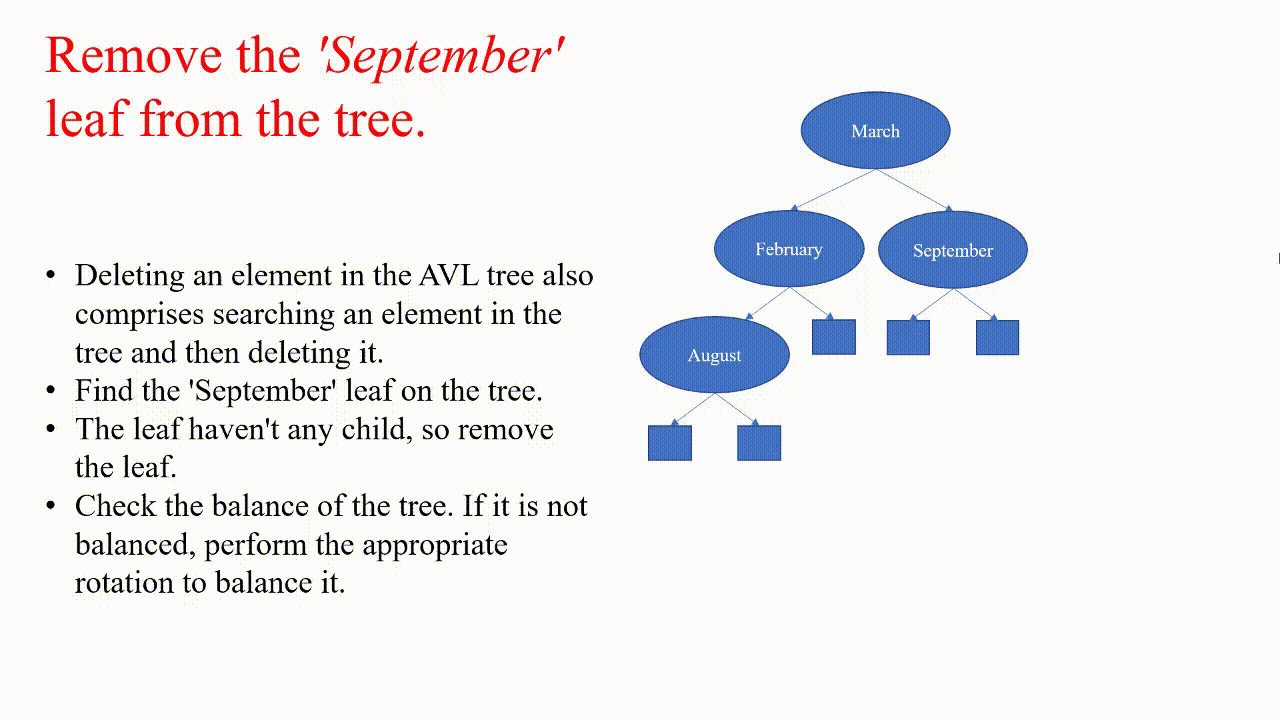 Remove the 'September'
leaf from the tree.
• Deleting an element in the AVL tree also
comprises searching an element in the
tree and then deleting it.
• Find the 'September' leaf on the tree.
• The leaf haven't any child, so remove
the leaf.
• Check the balance of the tree. If it is not
balanced, perform the appropriate
rotation to balance it.
March
February
September
August